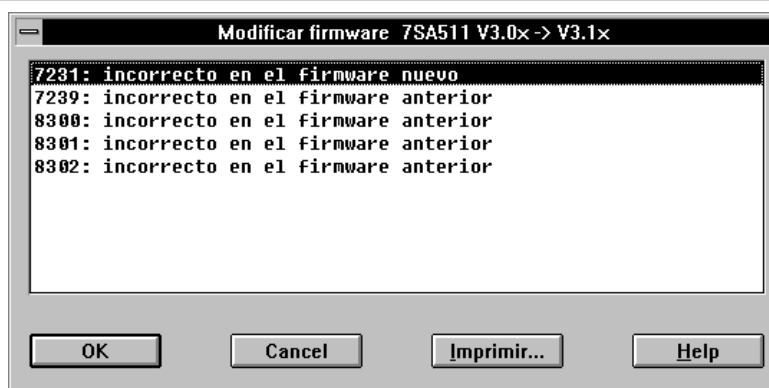 Modificar firmware 7SA511 V3.0x -> V3.1x
7231: incorrecto en el firmware nuevo
7239: incorrecto en el firmware anterior
8300: incorrecto en el firmware anterior
8301: incorrecto en el firmware anterior
8302: incorrecto en el firmware anterior
OK Cancel Imprimir... Help